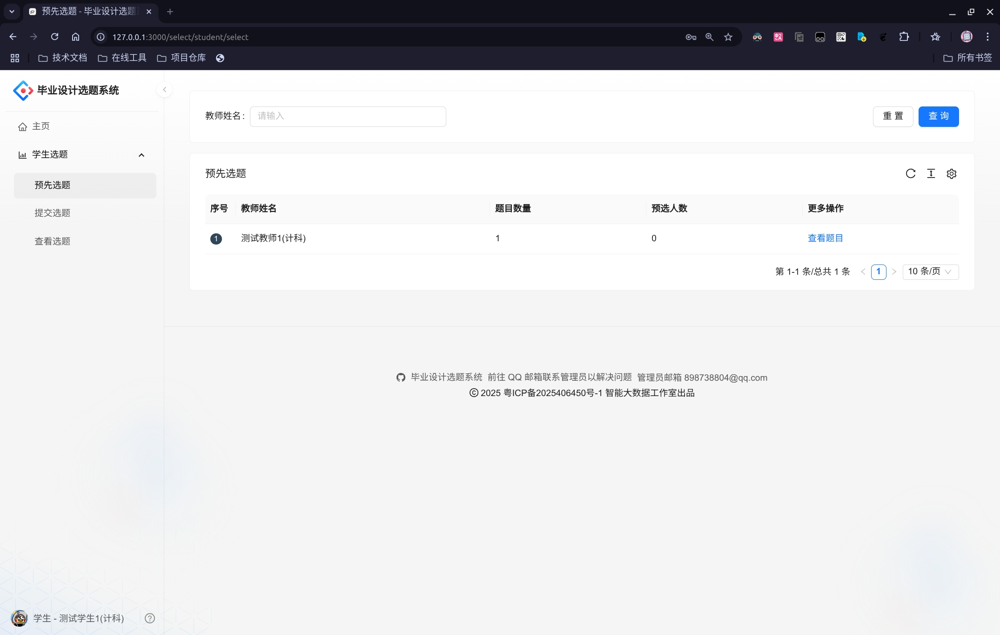 预先选题 - 毕业设计选题
127.0.0.1:3000/select/student/select
技术文档
在线工具
项目仓库
所有书签
毕业设计选题系统
主页
学生选题
预先选题
提交选题
查看选题
教师姓名:
请输入
重 置
查 询
预先选题
序号 教师姓名 题目数量 预选人数 更多操作
1 测试教师1(计科) 1 0 查看题目
第 1-1 条/总共 1 条 < 1 > 10 条/页
毕业设计选题系统 前往 QQ 邮箱联系管理员以解决问题 管理员邮箱 898738804@qq.com
© 2025 粤ICP备2025406450号-1 智能大数据工作室出品
学生 - 测试学生1(计科)